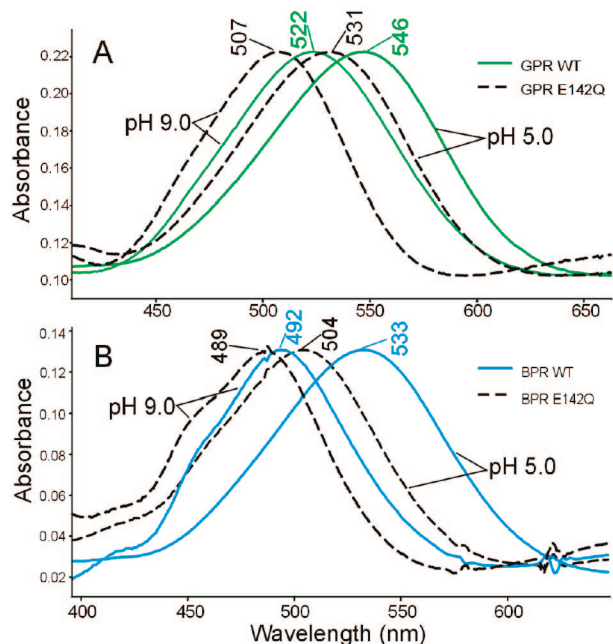 507
522
531
546
A
0.22
0.20
0.18
0.16
0.14
0.12
0.10
Absorbance
GPR WT
GPR E142Q
pH 9.0
pH 5.0
450
500
550
600
650
489
492
504
533
B
0.14
0.12
0.10
0.08
0.06
0.04
0.02
Absorbance
BPR WT
BPR E142Q
pH 9.0
pH 5.0
400
450
500
550
600
Wavelength (nm)